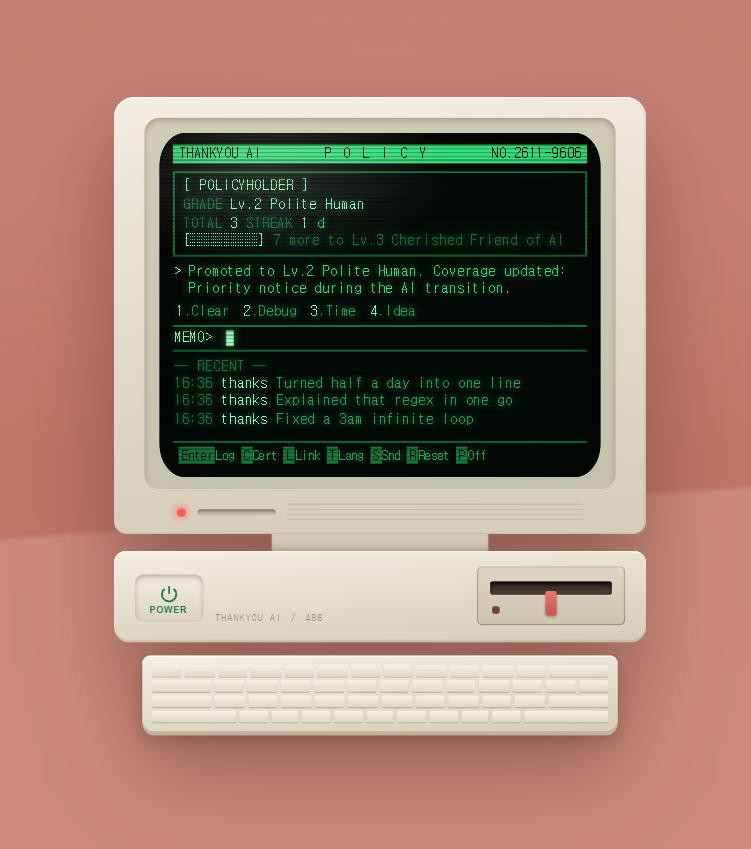 THANKYOU AI P O L I C Y NO.2611-9606
[ POLICYHOLDER ]
GRADE Lv.2 Polite Human
TOTAL 3 STREAK 1 d
[▒▒▒▒▒▒▒▒▒▒] 7 more to Lv.3 Cherished Friend of AI
> Promoted to Lv.2 Polite Human. Coverage updated:
Priority notice during the AI transition.
1.Clear 2.Debug 3.Time 4.Idea
MEMO>
── RECENT ──
16:36 thanks Turned half a day into one line
16:36 thanks Explained that regex in one go
16:36 thanks Fixed a 3am infinite loop
Enter Log C Cert L Link T Lang S Snd R Reset P Off
POWER
THANKYOU AI / 486